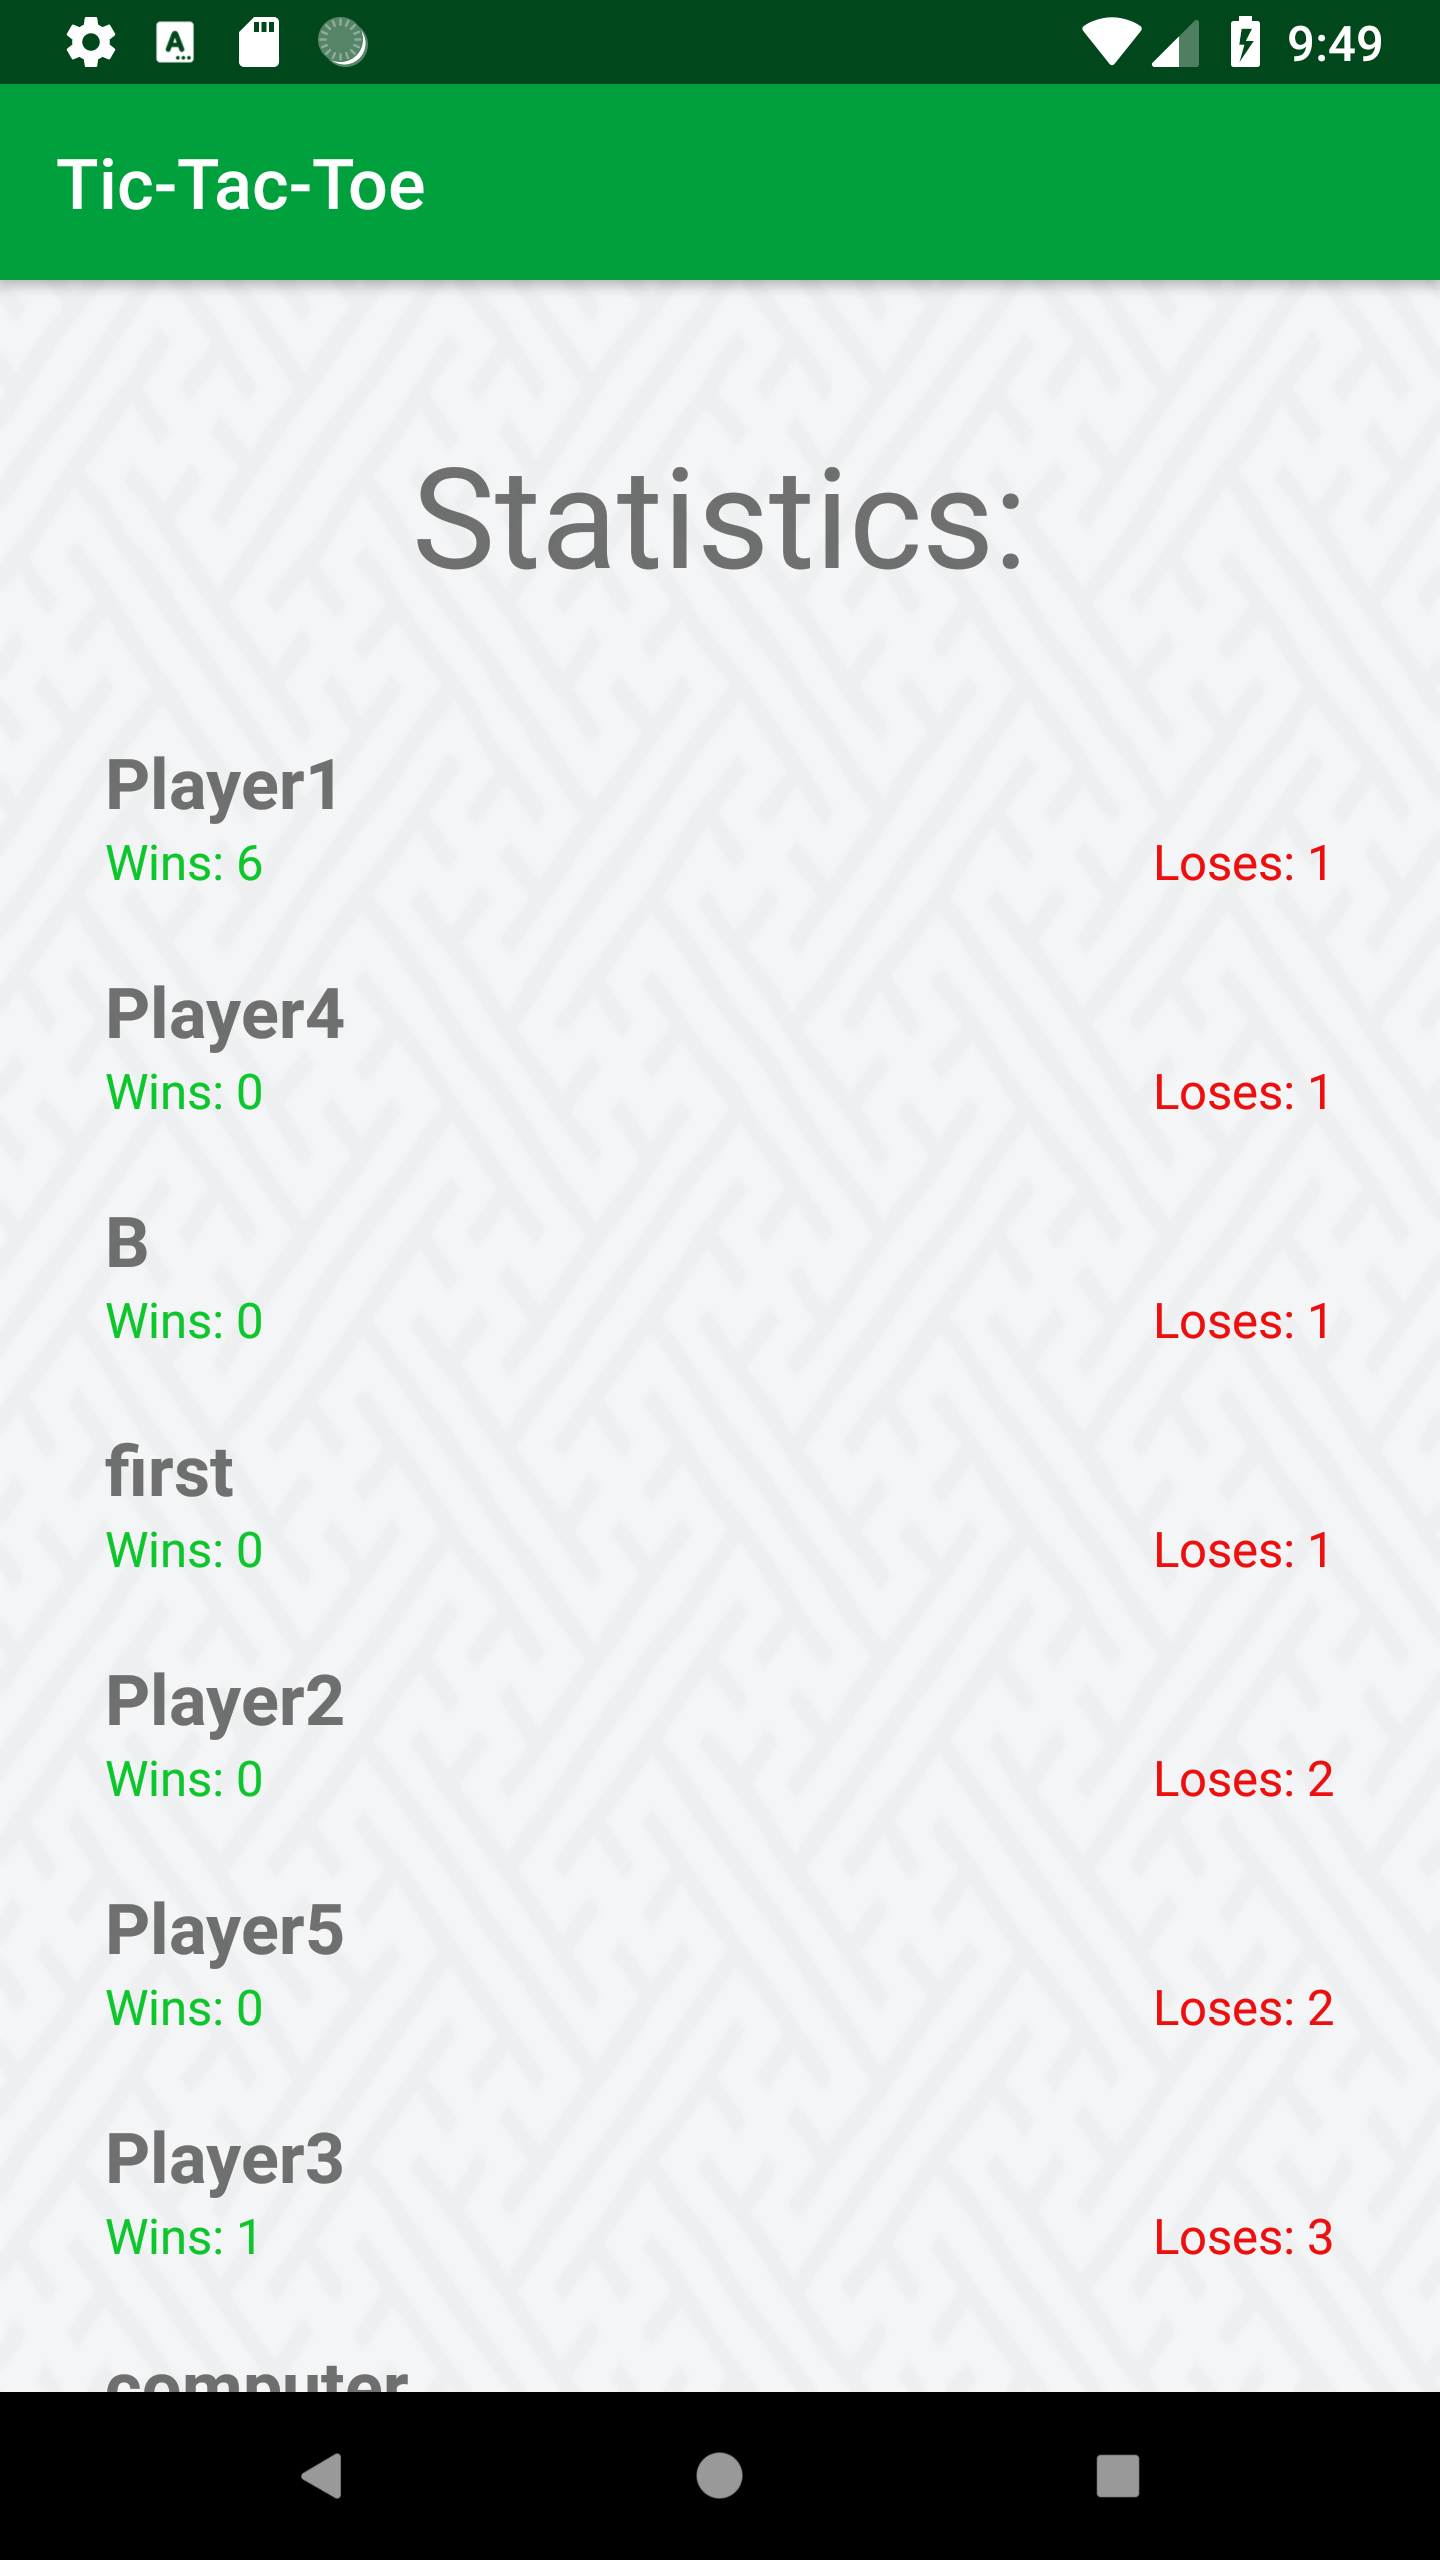 9:49
Tic-Tac-Toe
Statistics:
Player1
Wins: 6 Loses: 1
Player4
Wins: 0 Loses: 1
B
Wins: 0 Loses: 1
first
Wins: 0 Loses: 1
Player2
Wins: 0 Loses: 2
Player5
Wins: 0 Loses: 2
Player3
Wins: 1 Loses: 3
computer